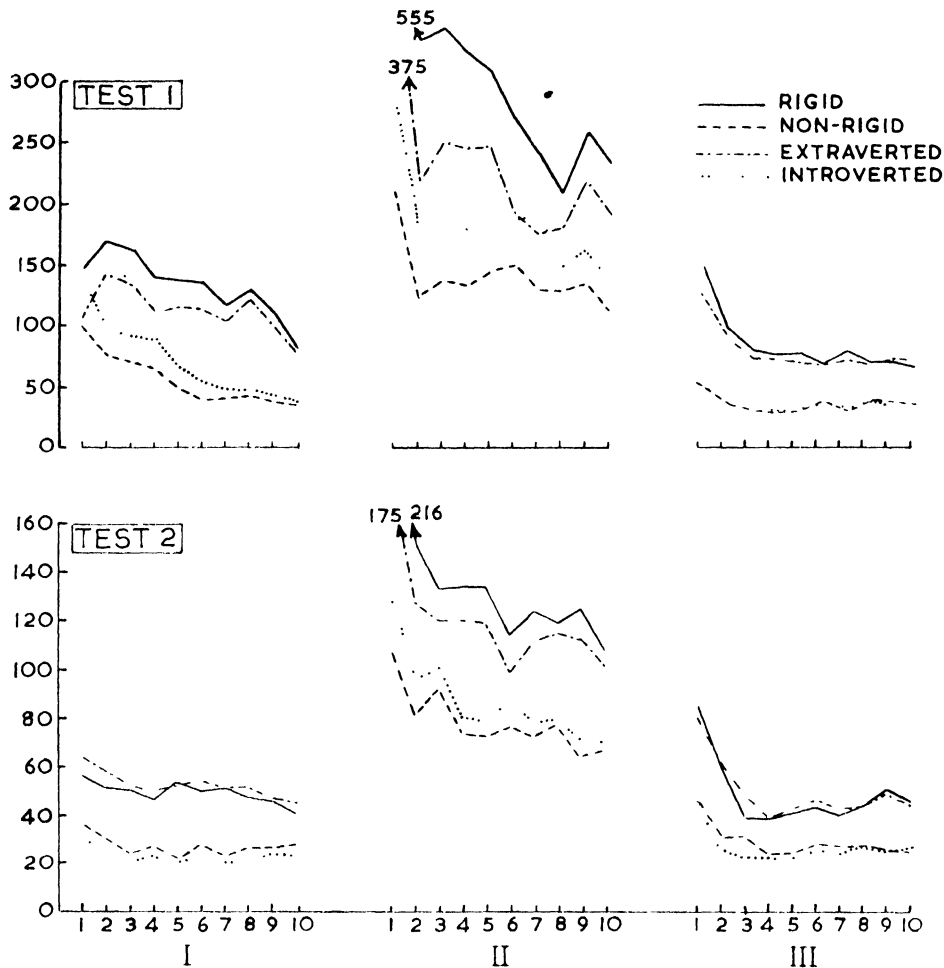 555
375
300
TEST 1
250
200
150
100
50
0
RIGID
NON-RIGID
EXTRAVERTED
INTROVERTED
175 216
160
TEST 2
140
120
100
80
60
40
20
0
1 2 3 4 5 6 7 8 9 10 1 2 3 4 5 6 7 8 9 10 1 2 3 4 5 6 7 8 9 10
I II III